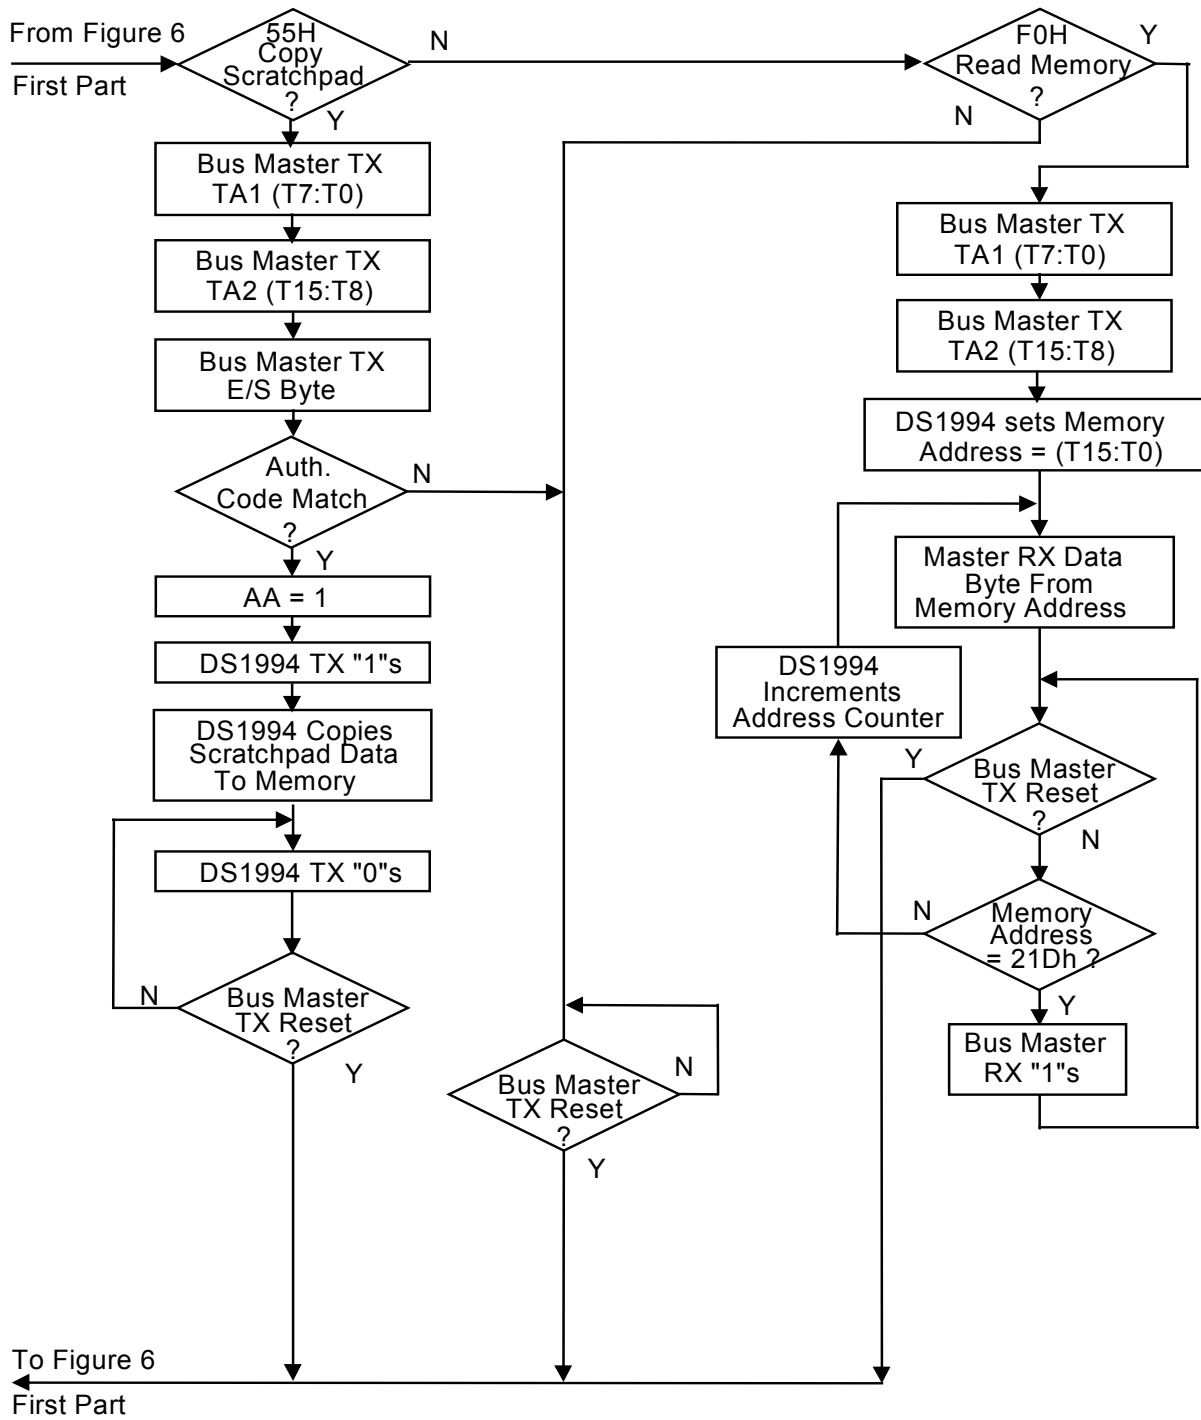 From Figure 6
First Part
55H
Copy
Scratchpad
?
N
Y
F0H
Read Memory
?
Y
N
Bus Master TX
TA1 (T7:T0)
Bus Master TX
TA2 (T15:T8)
Bus Master TX
E/S Byte
Auth.
Code Match
?
N
Y
AA = 1
DS1994 TX "1"s
DS1994 Copies
Scratchpad Data
To Memory
DS1994 TX "0"s
Bus Master
TX Reset
?
N
Y
Bus Master
TX Reset
?
N
Y
Bus Master TX
TA1 (T7:T0)
Bus Master TX
TA2 (T15:T8)
DS1994 sets Memory
Address = (T15:T0)
Master RX Data
Byte From
Memory Address
DS1994
Increments
Address Counter
Bus Master
TX Reset
?
Y
N
Memory
Address
= 21Dh ?
N
Y
Bus Master
RX "1"s
To Figure 6
First Part